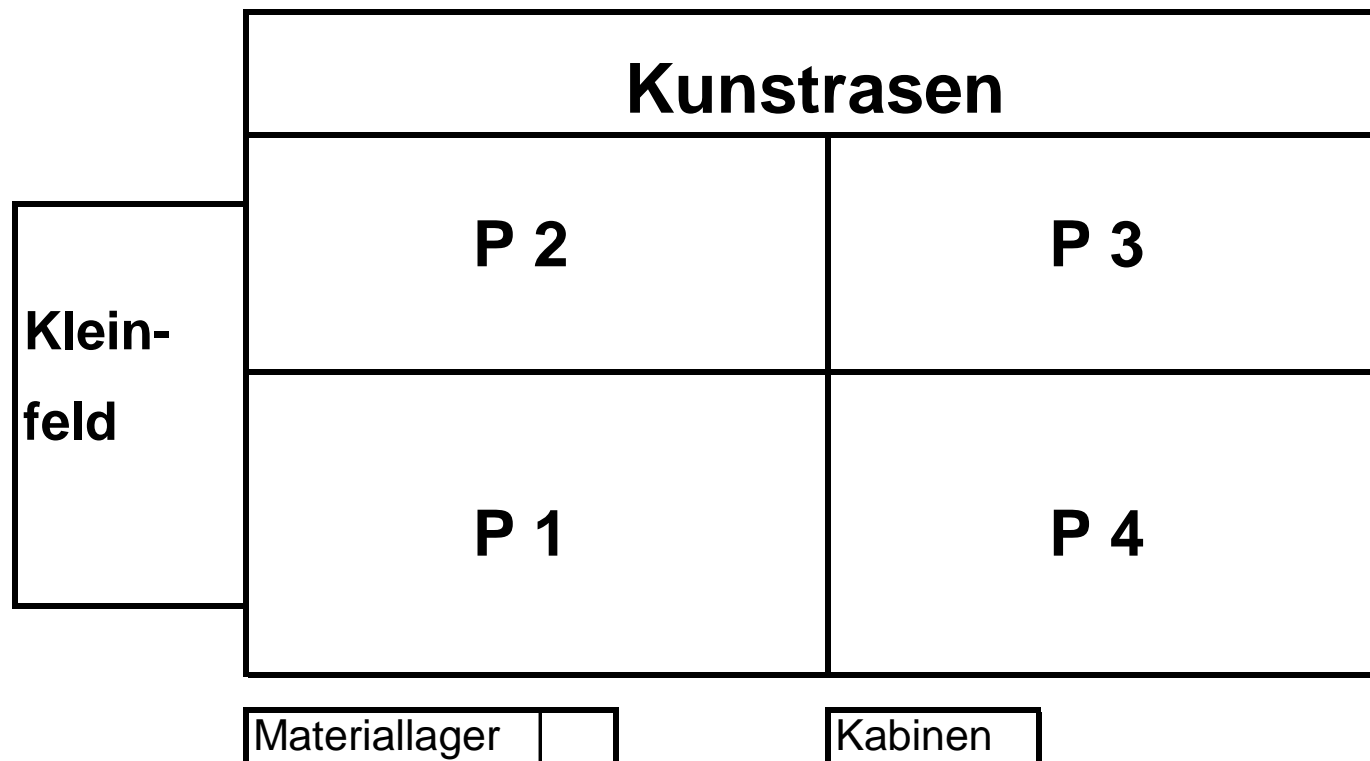 Kunstrasen
P 2
P 3
Klein-
feld
P 1
P 4
Materiallager
Kabinen